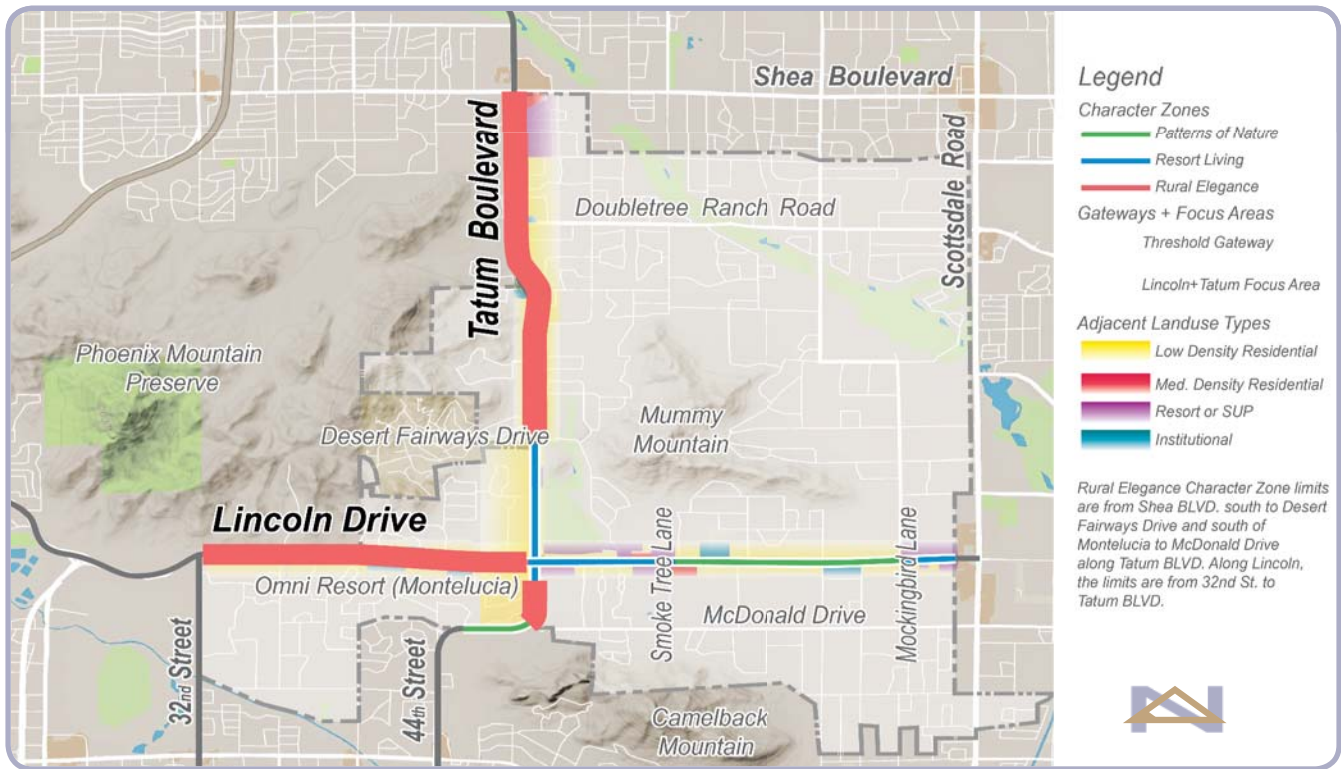 Shea Boulevard
Tatum Boulevard
Scottsdale Road
Doubletree Ranch Road
Phoenix Mountain
Preserve
Desert Fairways Drive
Mummy
Mountain
Lincoln Drive
Omni Resort (Montelucia)
Smoke Tree Lane
Mockingbird Lane
McDonald Drive
32nd Street
44th Street
Camelback
Mountain
Legend
Character Zones
Patterns of Nature
Resort Living
Rural Elegance
Gateways + Focus Areas
Threshold Gateway
Lincoln+Tatum Focus Area
Adjacent Landuse Types
Low Density Residential
Med. Density Residential
Resort or SUP
Institutional
Rural Elegance Character Zone limits
are from Shea BLVD. south to Desert
Fairways Drive and south of
Montelucia to McDonald Drive
along Tatum BLVD. Along Lincoln,
the limits are from 32nd St. to
Tatum BLVD.
N